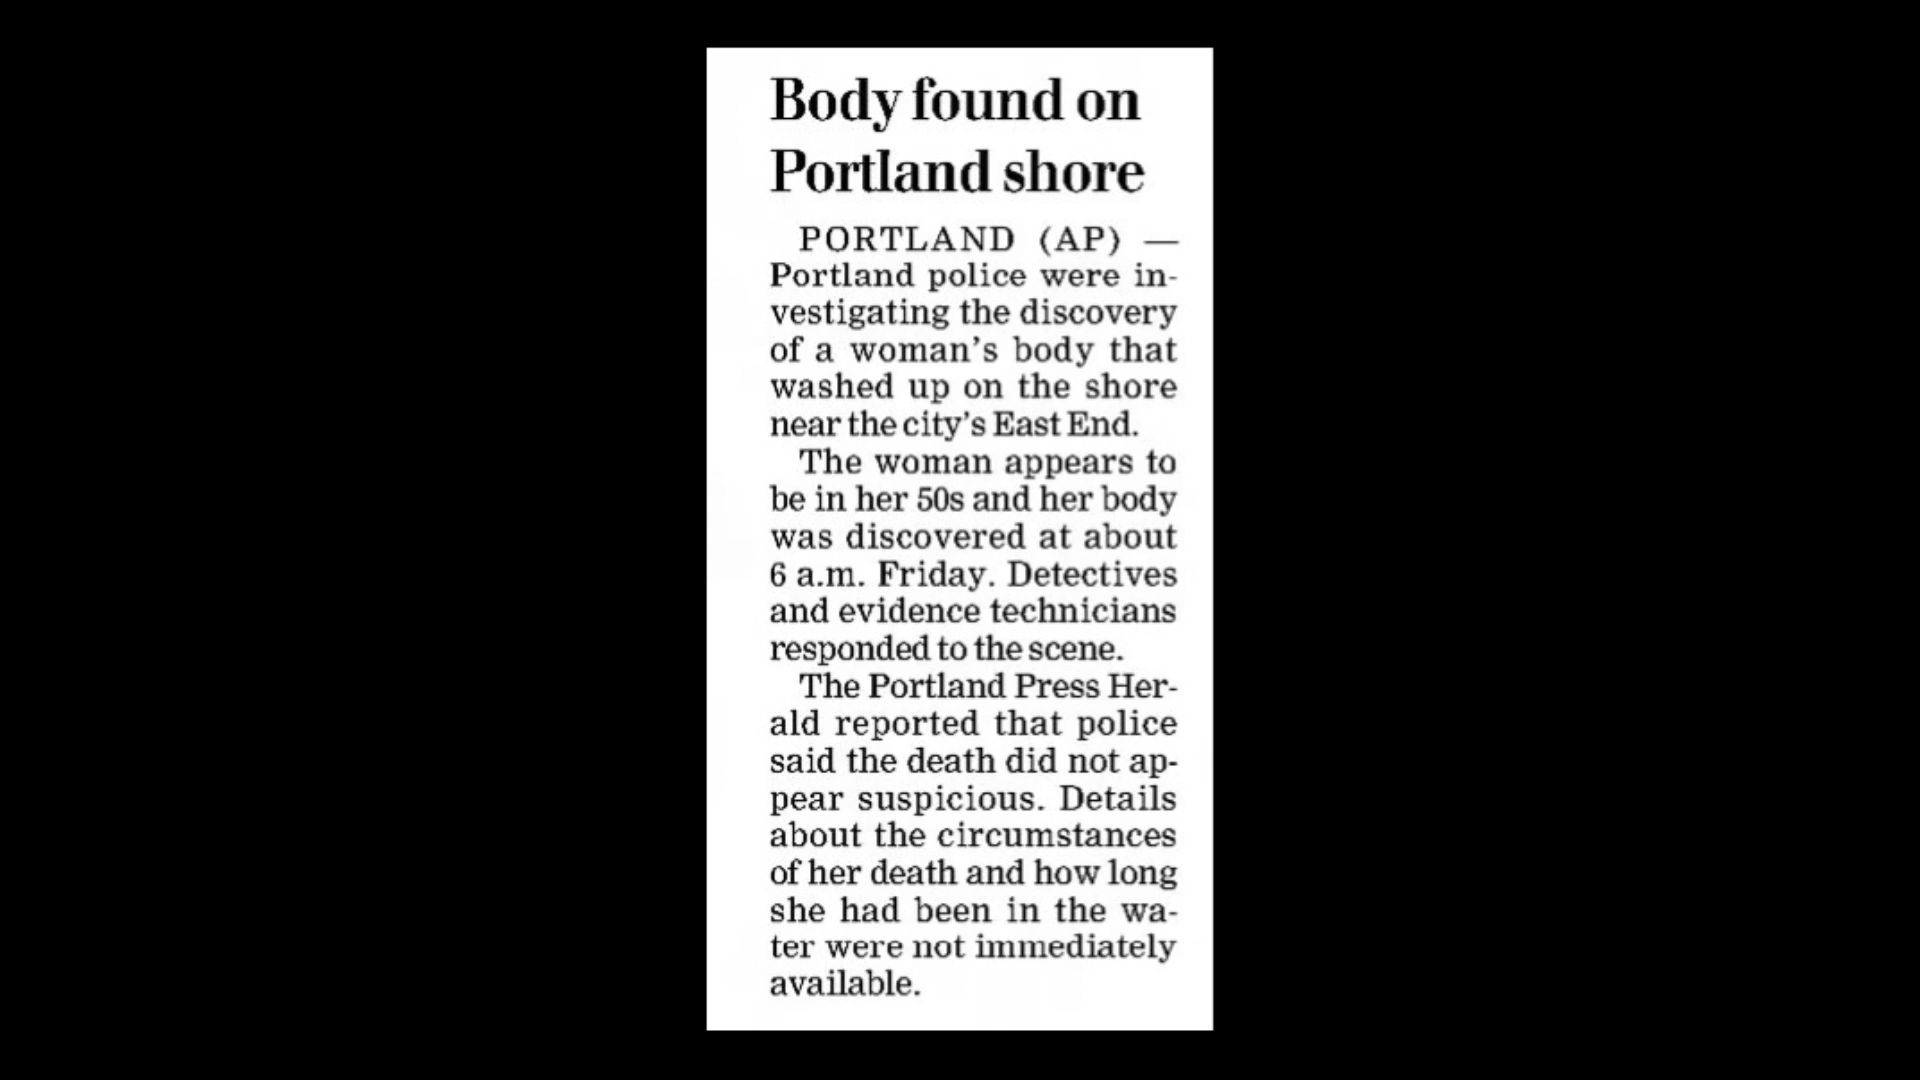 Body found on
Portland shore
PORTLAND (AP) —
Portland police were in-
vestigating the discovery
of a woman's body that
washed up on the shore
near the city's East End.
The woman appears to
be in her 50s and her body
was discovered at about
6 a.m. Friday. Detectives
and evidence technicians
responded to the scene.
The Portland Press Her-
ald reported that police
said the death did not ap-
pear suspicious. Details
about the circumstances
of her death and how long
she had been in the wa-
ter were not immediately
available.